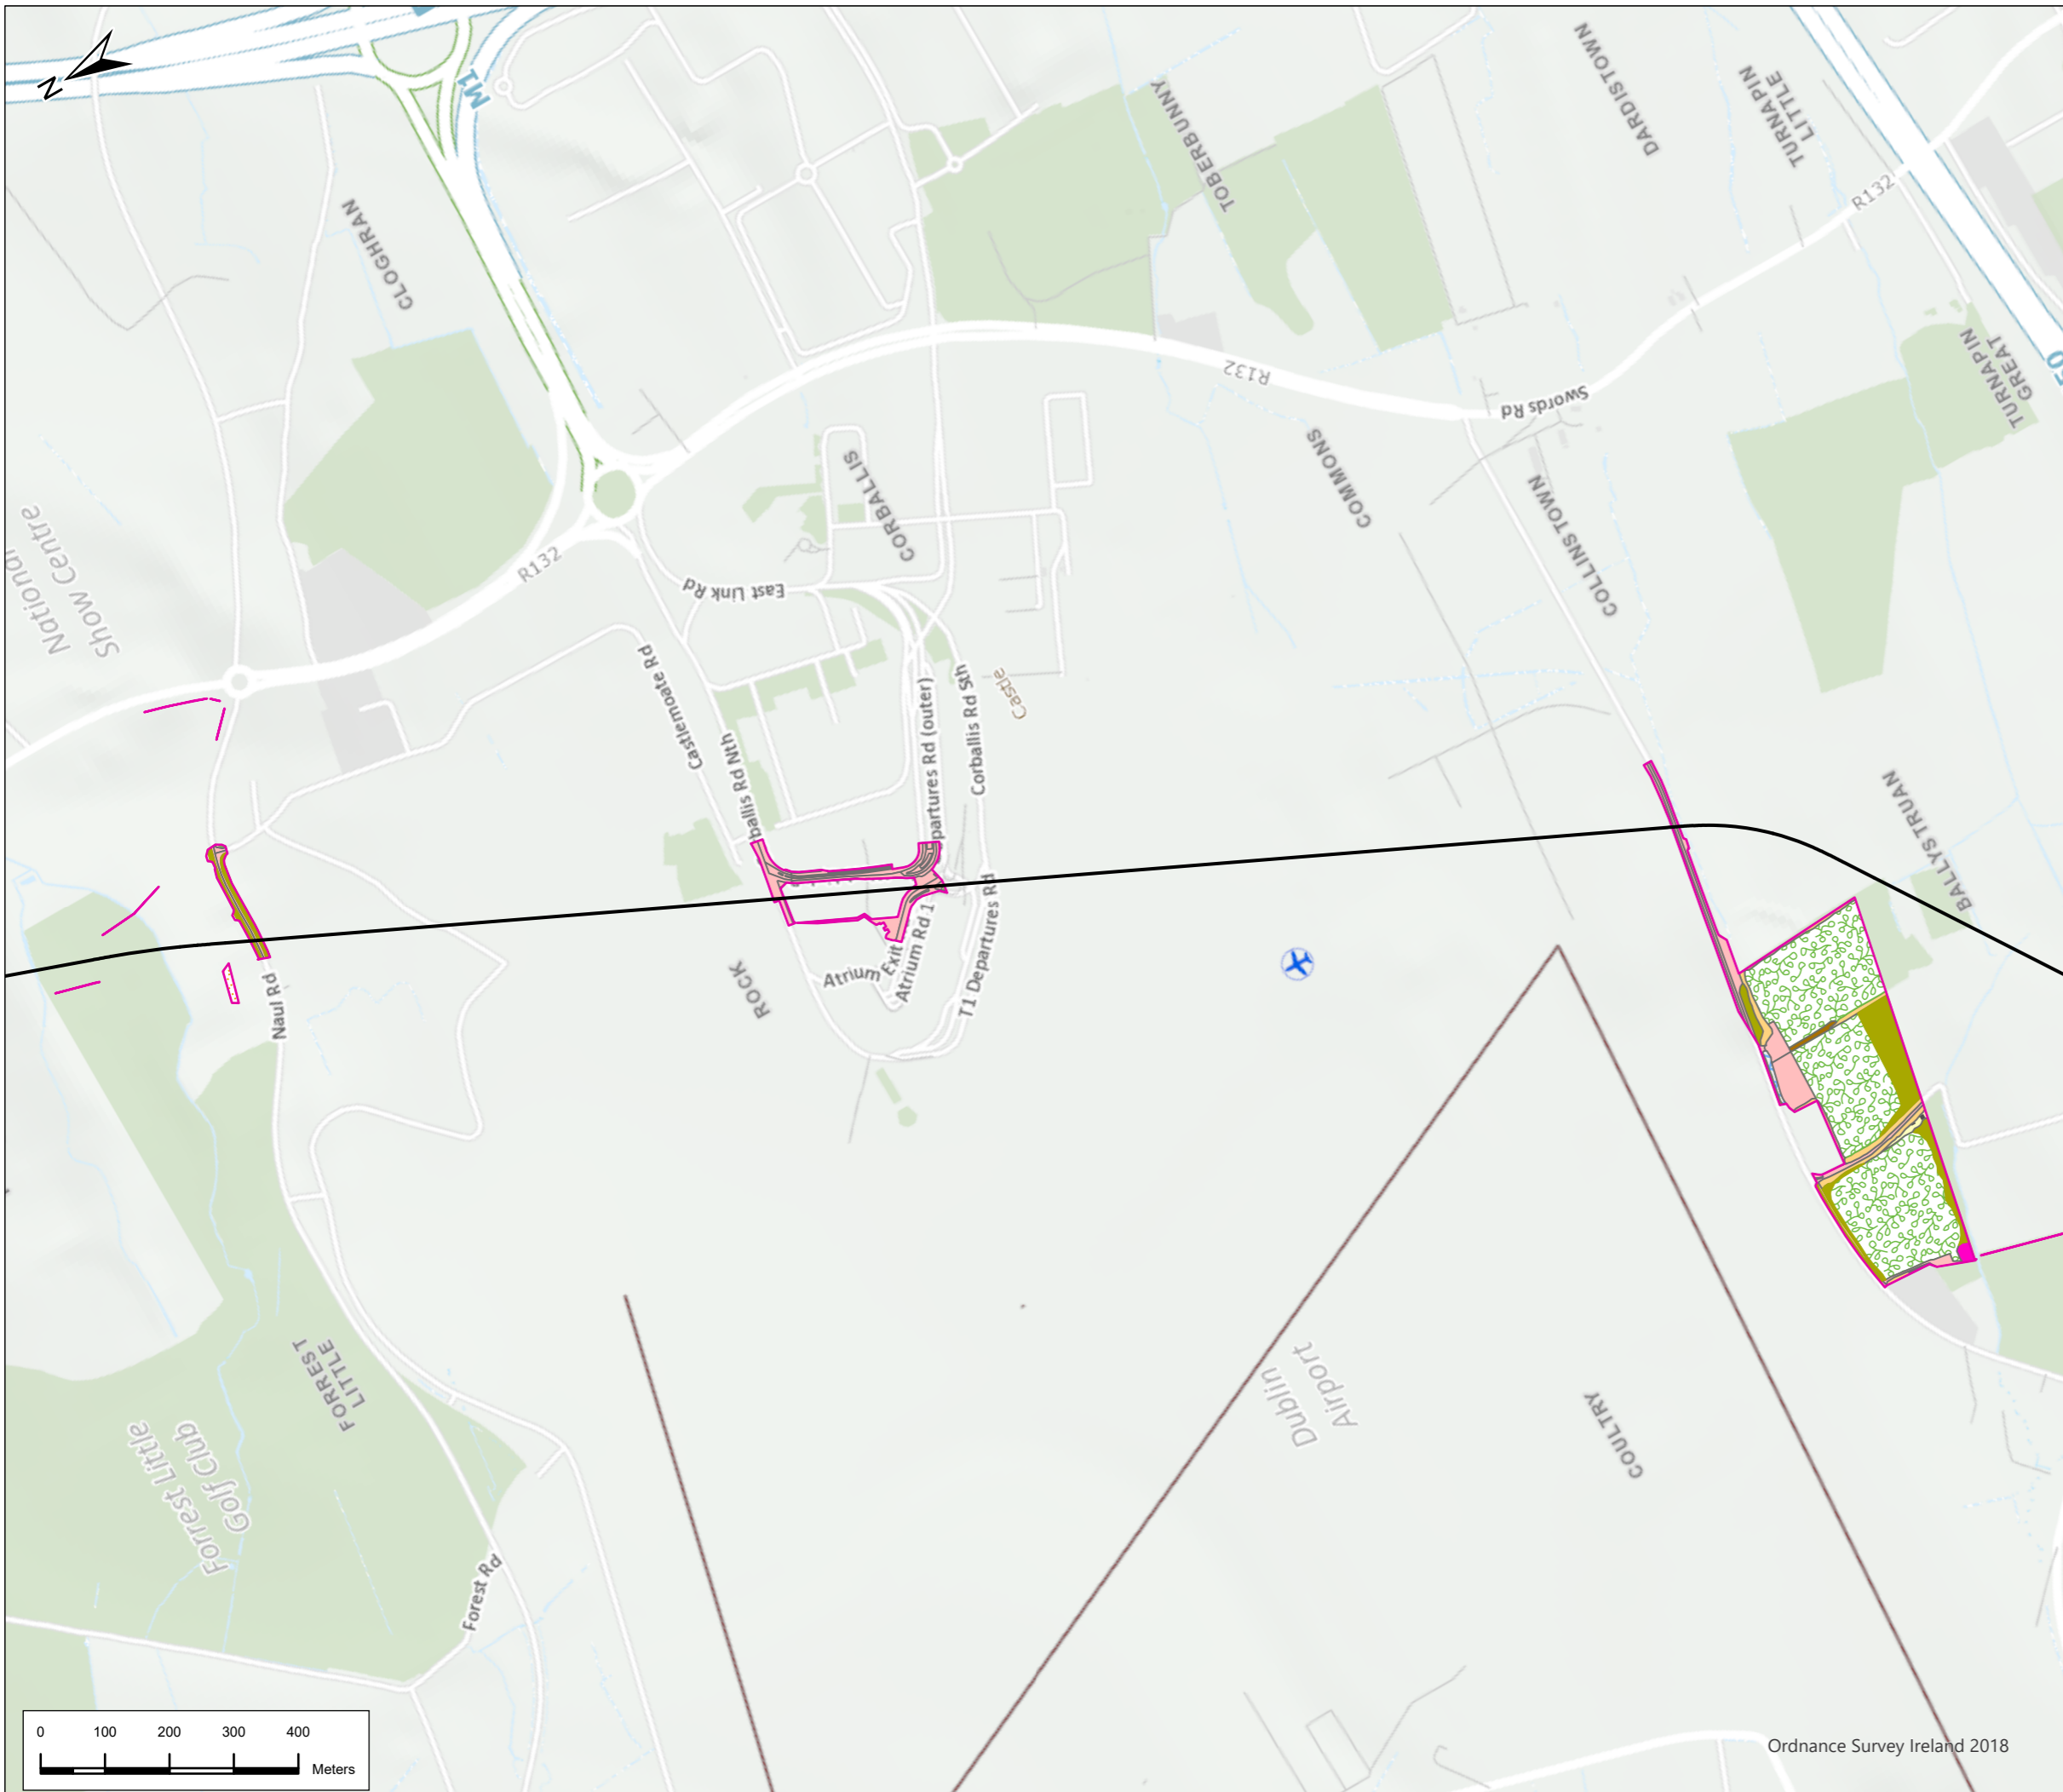 N
M1
CLOGHRAN
TOBERBUNNY
DARDISTOWN
TURNAPIN
LITTLE
R132
R132
TURNAPIN
GREAT
Swords Rd
National
Show Centre
R132
CORBALLIS
COMMONS
COLLINSTOWN
East Link Rd
Castlemoate Rd
Castle
Corballis Rd Sth
partures Rd (outer)
rballis Rd Nth
BALLYSTRUAN
Naul Rd
ROCK
Atrium Exit
Atrium Rd 1
T1 Departures Rd
FORREST
LITTLE
Forrest Little
Golf Club
Dublin
Airport
COULTRY
Forest Rd
0 100 200 300 400
Meters
Ordnance Survey Ireland 2018